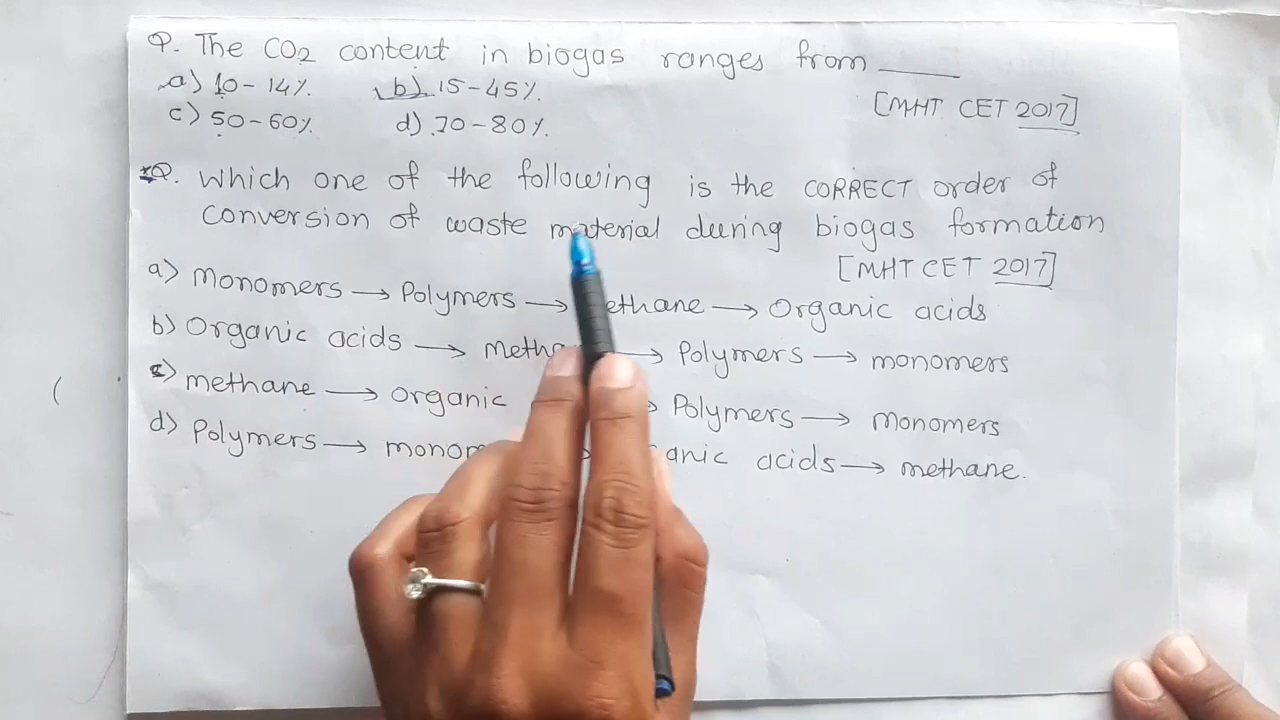 Q. The CO2 content in biogas ranges from ____
a) 10-14%. b) 15-45%.
[MHT CET 2017]
c) 50-60%. d) 70-80%.
*Q. Which one of the following is the CORRECT order of
conversion of waste material during biogas formation
[MHT CET 2017]
a) Monomers → Polymers → ethane → Organic acids
b) Organic acids → → Polymers → monomers
c) methane → organic Polymers → Monomers
d) Polymers → acids → methane.